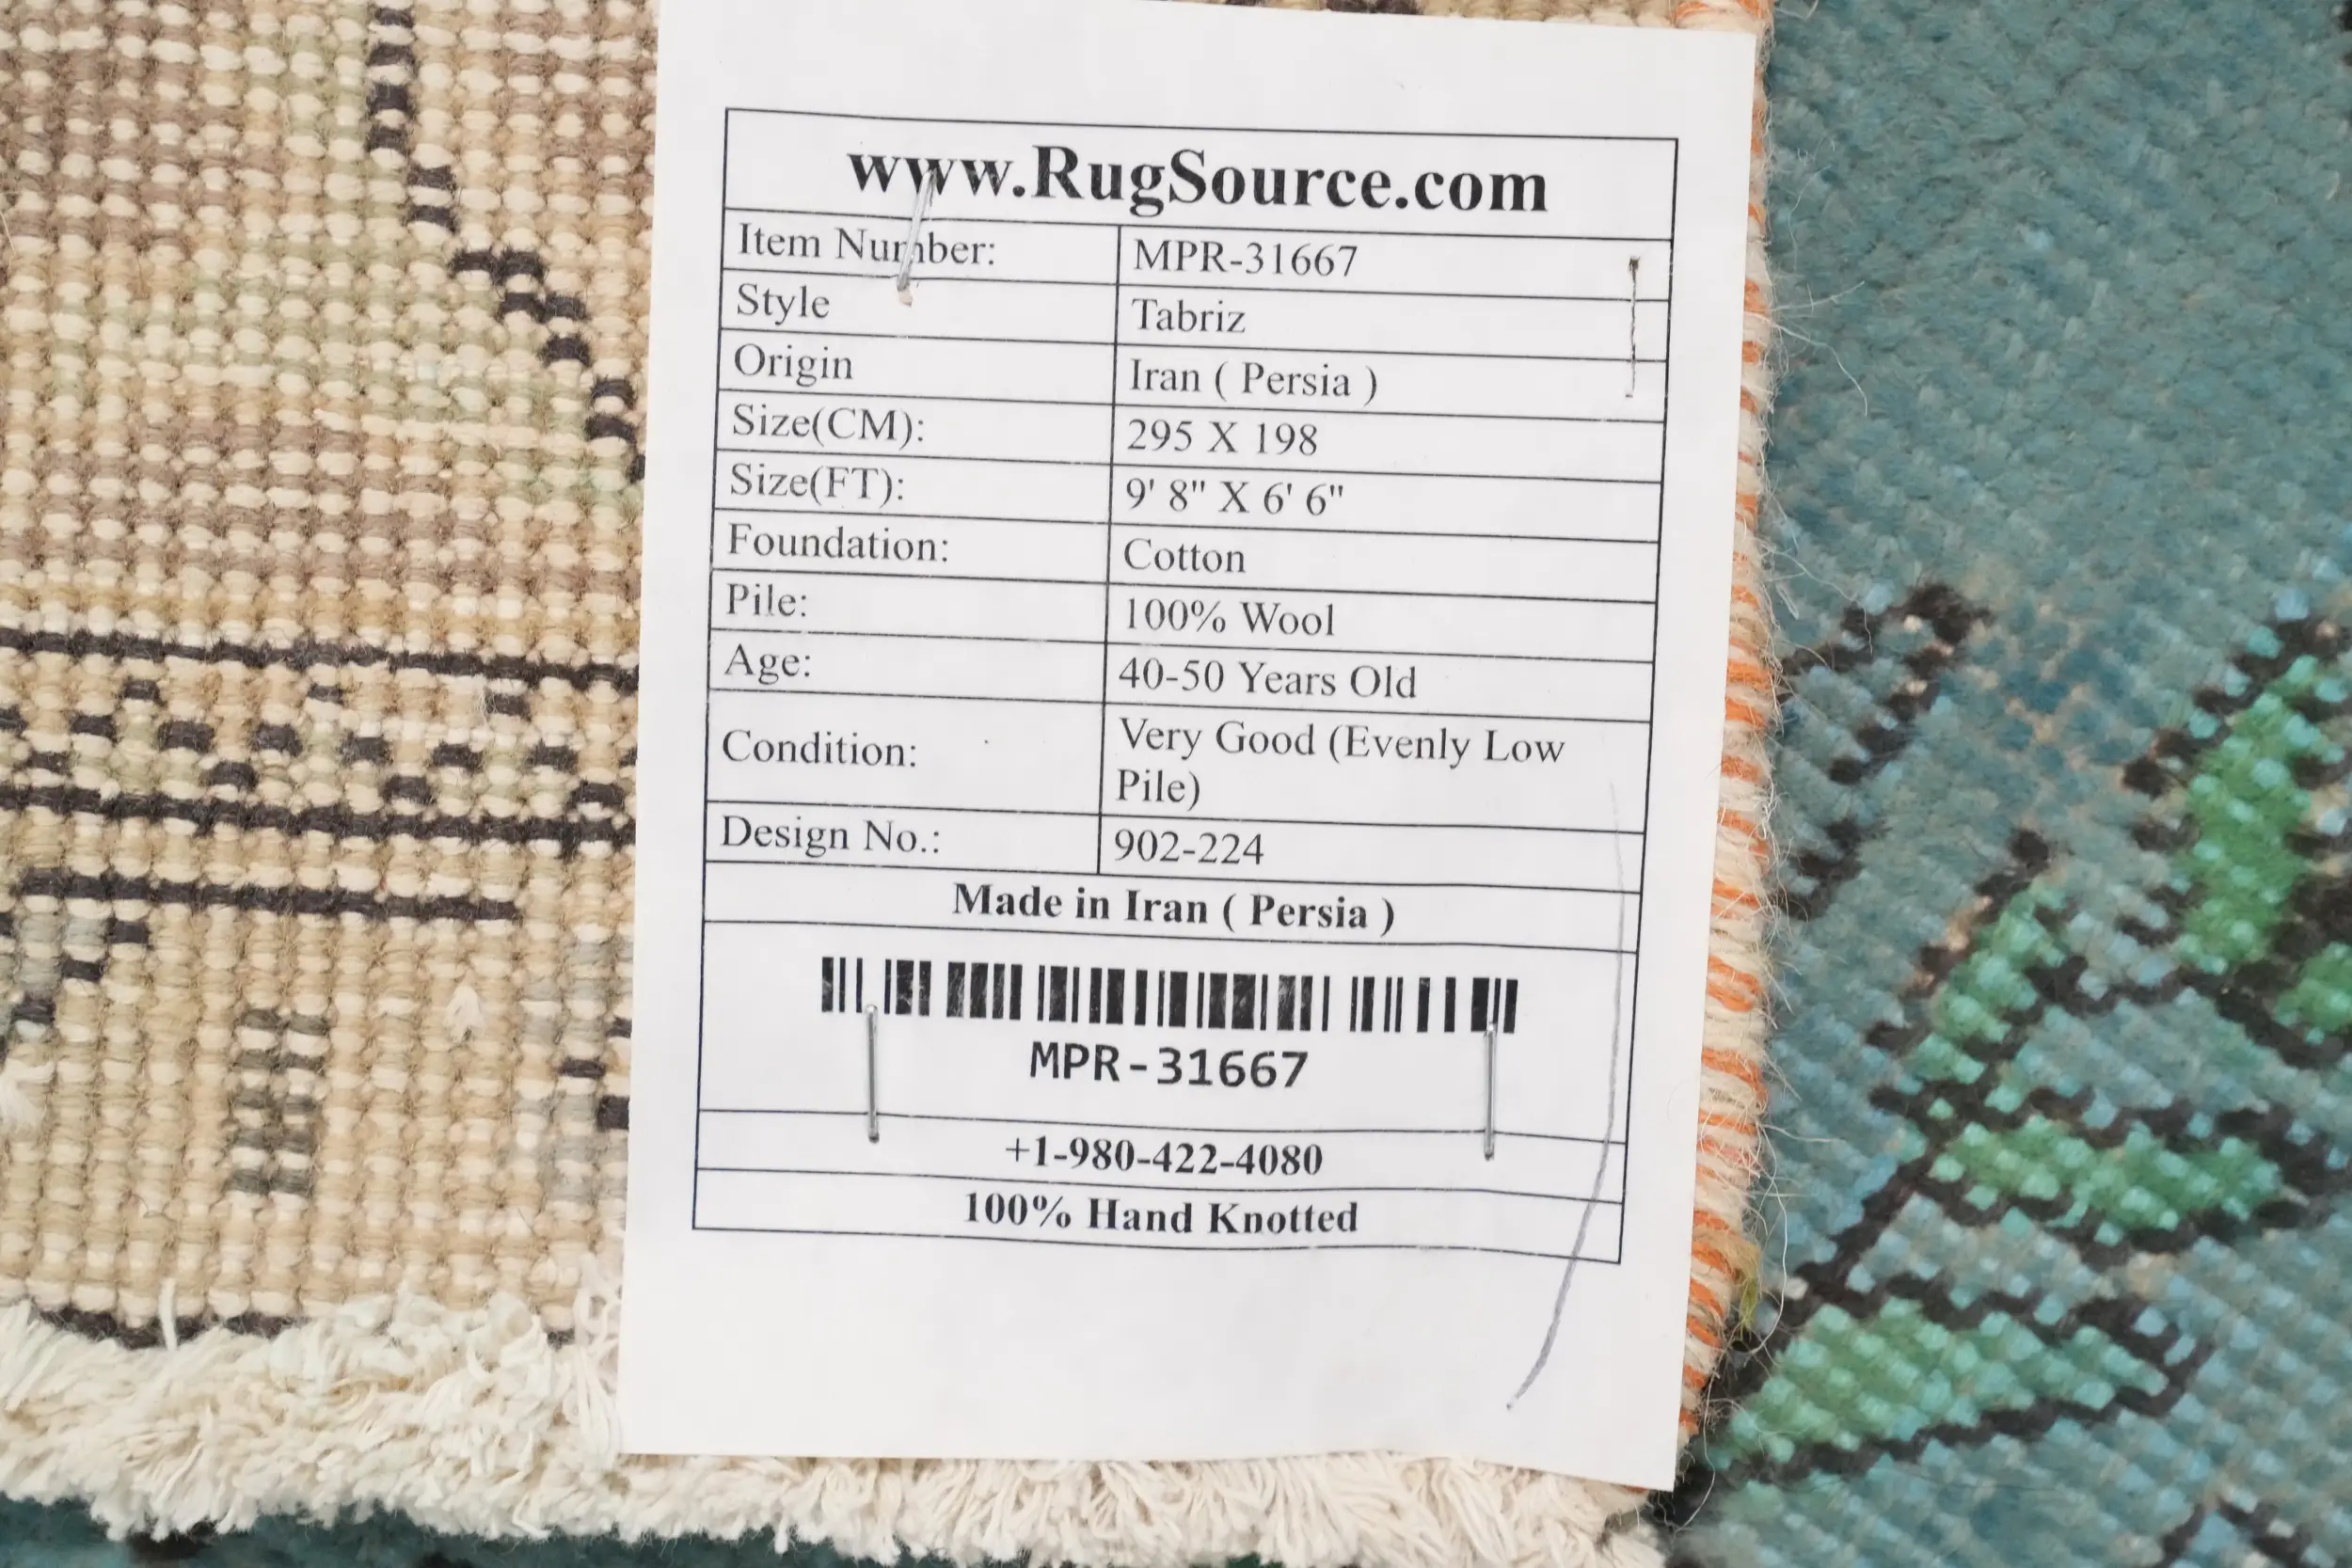 www.RugSource.com
Item Number: MPR-31667
Style Tabriz
Origin Iran ( Persia )
Size(CM): 295 X 198
Size(FT): 9' 8" X 6' 6"
Foundation: Cotton
Pile: 100% Wool
Age: 40-50 Years Old
Condition: Very Good (Evenly Low
Pile)
Design No.: 902-224
Made in Iran ( Persia )
MPR-31667
+1-980-422-4080
100% Hand Knotted